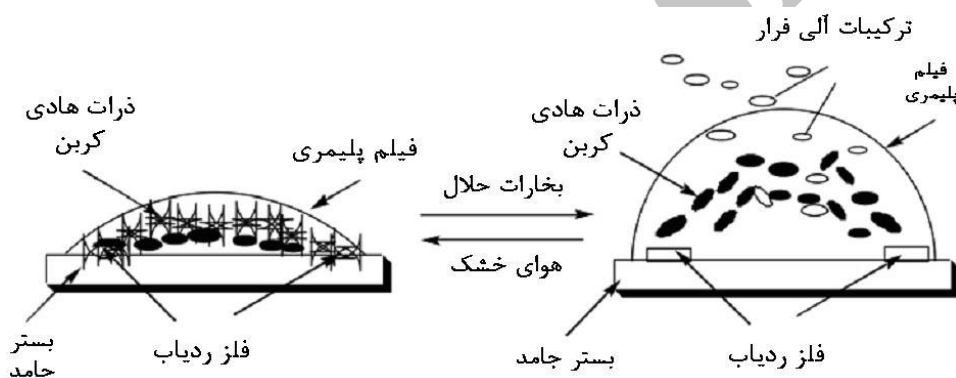 ترکیبات آلی فرار
فیلم
پلیمری
ذرات هادی
کربن
ذرات هادی
کربن
فیلم پلیمری
بخارات حلال
هوای خشک
بستر
جامد
فلز ردیاب
بستر جامد
فلز ردیاب